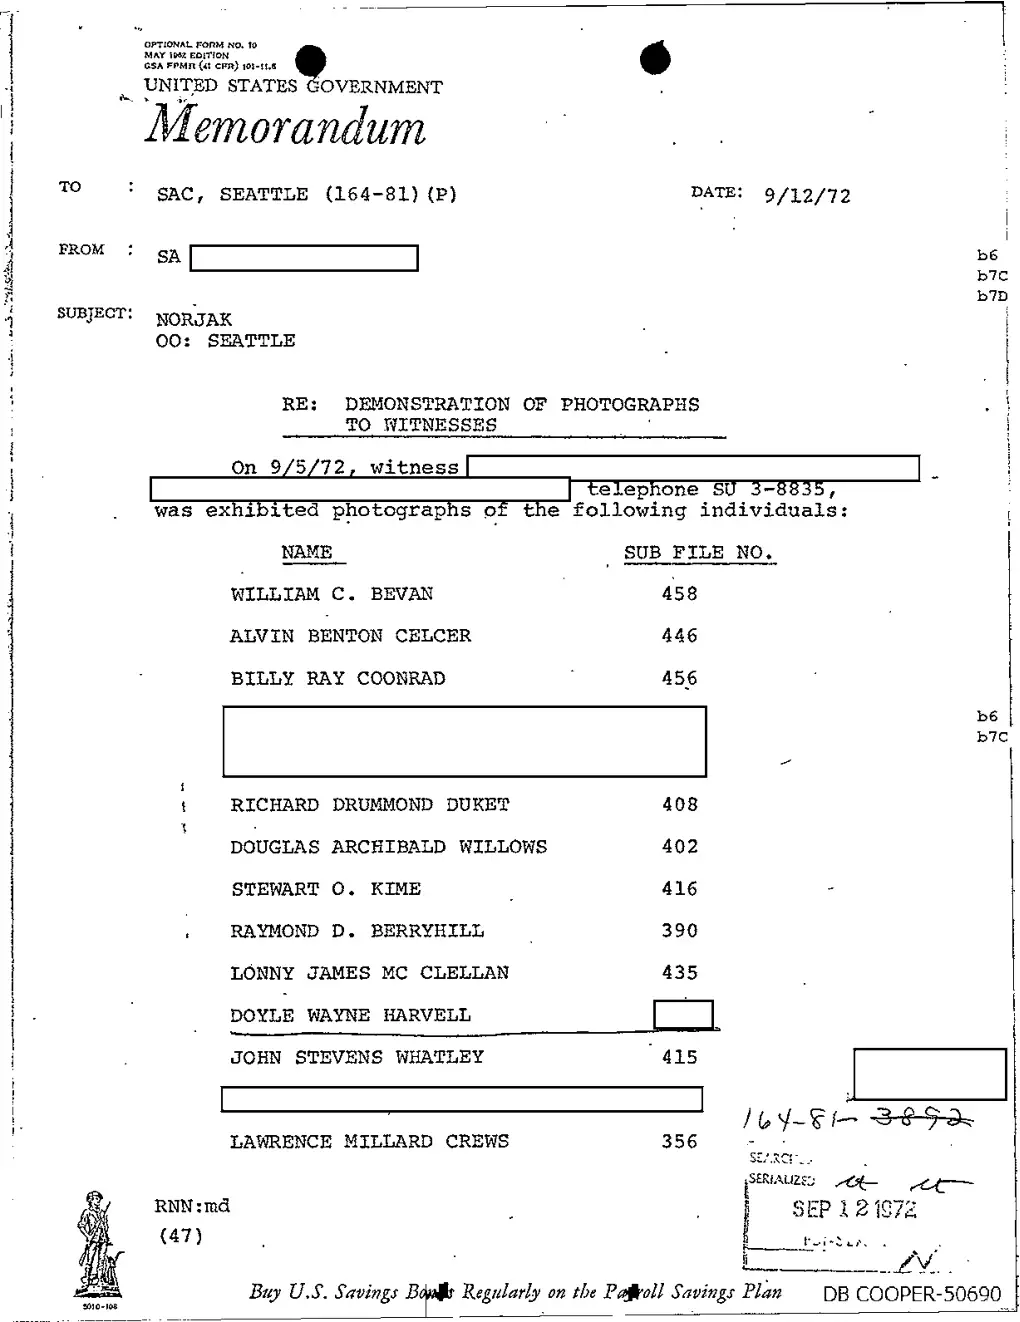 OPTIONAL FORM NO. 10
MAY 1962 EDITION
GSA FPMR (41 CFR) 101-11.6
UNITED STATES GOVERNMENT
Memorandum
TO : SAC, SEATTLE (164-81)(P) DATE: 9/12/72
FROM : SA b6
b7C
b7D
SUBJECT: NORJAK
OO: SEATTLE
RE: DEMONSTRATION OF PHOTOGRAPHS
TO WITNESSES
On 9/5/72, witness
telephone SU 3-8835,
was exhibited photographs of the following individuals:
NAME SUB FILE NO.
WILLIAM C. BEVAN 458
ALVIN BENTON CELCER 446
BILLY RAY COONRAD 456
b6
b7C
RICHARD DRUMMOND DUKET 408
DOUGLAS ARCHIBALD WILLOWS 402
STEWART O. KIME 416
RAYMOND D. BERRYHILL 390
LONNY JAMES MC CLELLAN 435
DOYLE WAYNE HARVELL
JOHN STEVENS WHATLEY 415
164-81-3892
LAWRENCE MILLARD CREWS 356
SERIALIZED
RNN:md
SEP 12 1972
(47)
N
Buy U.S. Savings Bonds Regularly on the Payroll Savings Plan
5010-108
DB COOPER-50690